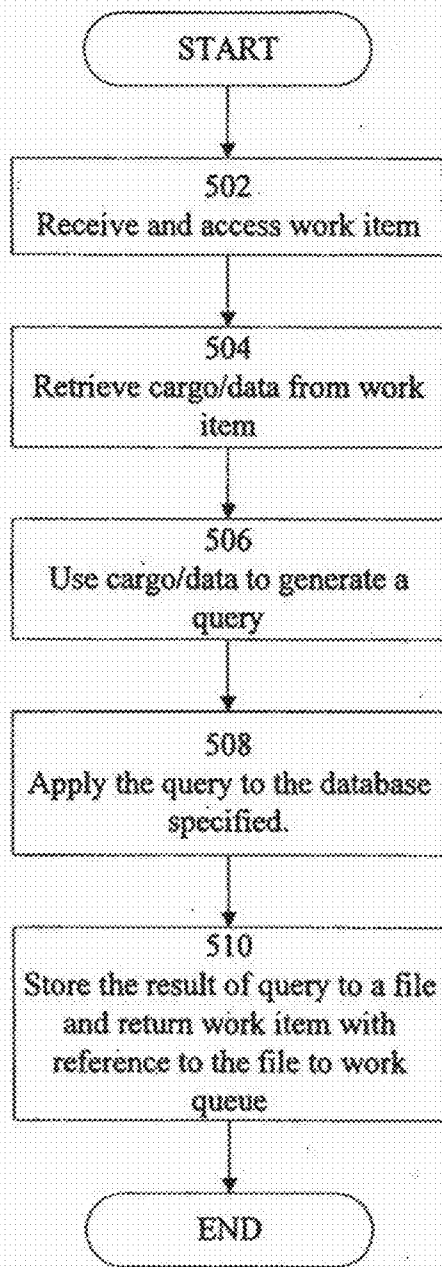 START
502
Receive and access work item
504
Retrieve cargo/data from work
item
506
Use cargo/data to generate a
query
508
Apply the query to the database
specified.
510
Store the result of query to a file
and return work item with
reference to the file to work
queue
END